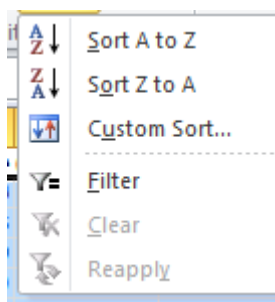 Sort A to Z
Sort Z to A
Custom Sort...
Filter
Clear
Reapply